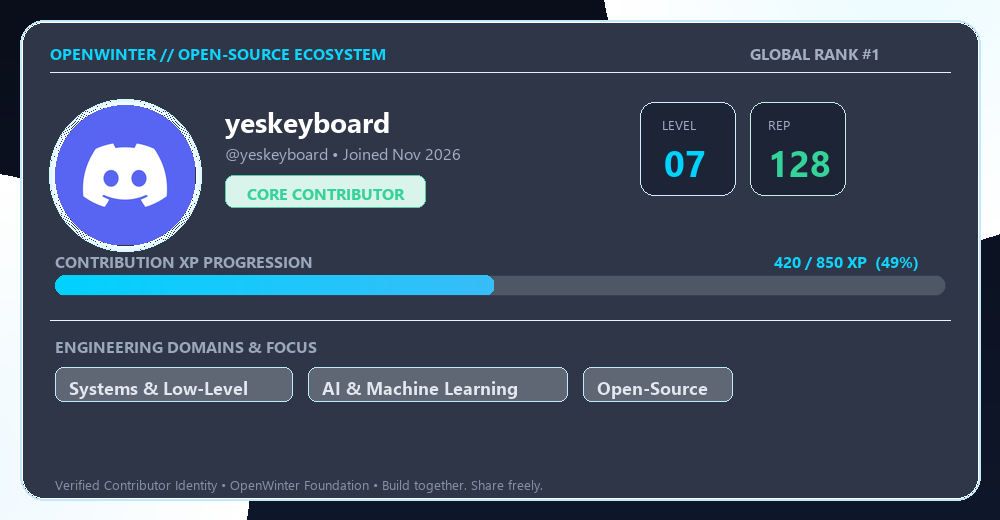 OPENWINTER // OPEN-SOURCE ECOSYSTEM
GLOBAL RANK #1
yeskeyboard
@yeskeyboard • Joined Nov 2026
CORE CONTRIBUTOR
LEVEL
07
REP
128
CONTRIBUTION XP PROGRESSION
420 / 850 XP (49%)
ENGINEERING DOMAINS & FOCUS
Systems & Low-Level
AI & Machine Learning
Open-Source
Verified Contributor Identity • OpenWinter Foundation • Build together. Share freely.